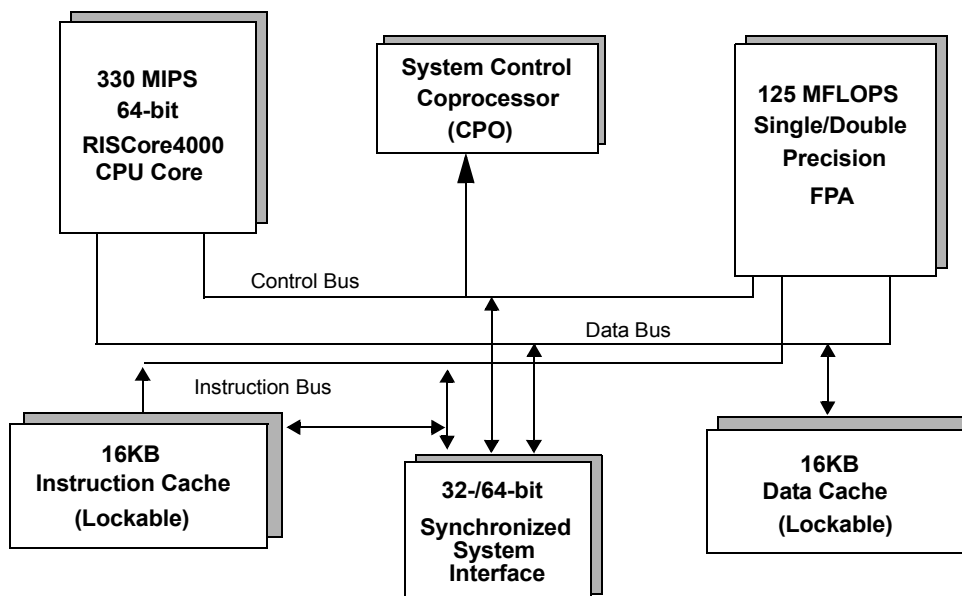 330 MIPS
64-bit
RISCore4000
CPU Core
System Control
Coprocessor
(CPO)
125 MFLOPS
Single/Double
Precision
FPA
Control Bus
Data Bus
Instruction Bus
16KB
Instruction Cache
(Lockable)
32-/64-bit
Synchronized
System
Interface
16KB
Data Cache
(Lockable)